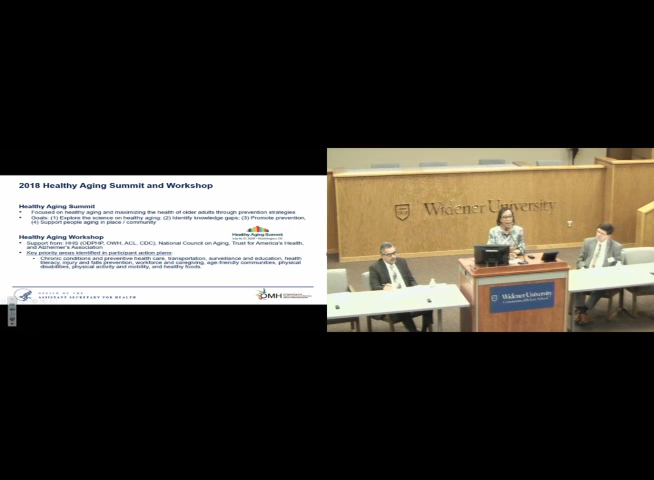 2018 Healthy Aging Summit and Workshop
Healthy Aging Summit
• Focused on healthy aging and maximizing the health of older adults through prevention strategies
• Goals: (1) Explore the science on healthy aging; (2) Identify knowledge gaps; (3) Promote prevention,
(4) Support people aging in place / community
Healthy Aging Summit
Healthy Aging Workshop
• Support from: HHS (ODPHP, OWH, ACL, CDC), National Council on Aging, Trust for America's Health,
and Alzheimer's Association
• Key priority areas identified in participant action plans
• Chronic conditions and preventive health care, transportation, surveillance and education, health
literacy, injury and falls prevention, workforce and caregiving, age-friendly communities, physical
disabilities, physical activity and mobility, and healthy foods
OFFICE OF THE
ASSISTANT SECRETARY FOR HEALTH
OMH
Widener University
Widener University